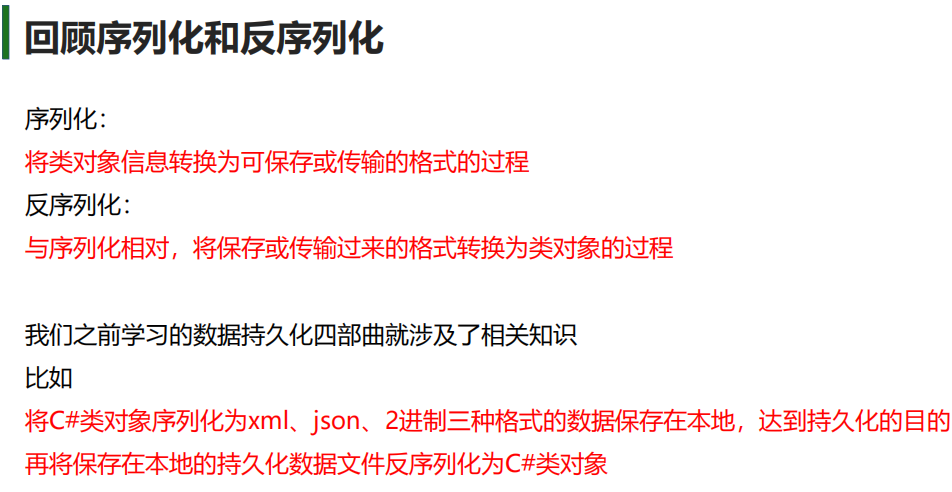 回顾序列化和反序列化
序列化：
将类对象信息转换为可保存或传输的格式的过程
反序列化：
与序列化相对，将保存或传输过来的格式转换为类对象的过程
我们之前学习的数据持久化四部曲就涉及了相关知识
比如
将C#类对象序列化为xml、json、2进制三种格式的数据保存在本地，达到持久化的目的
再将保存在本地的持久化数据文件反序列化为C#类对象